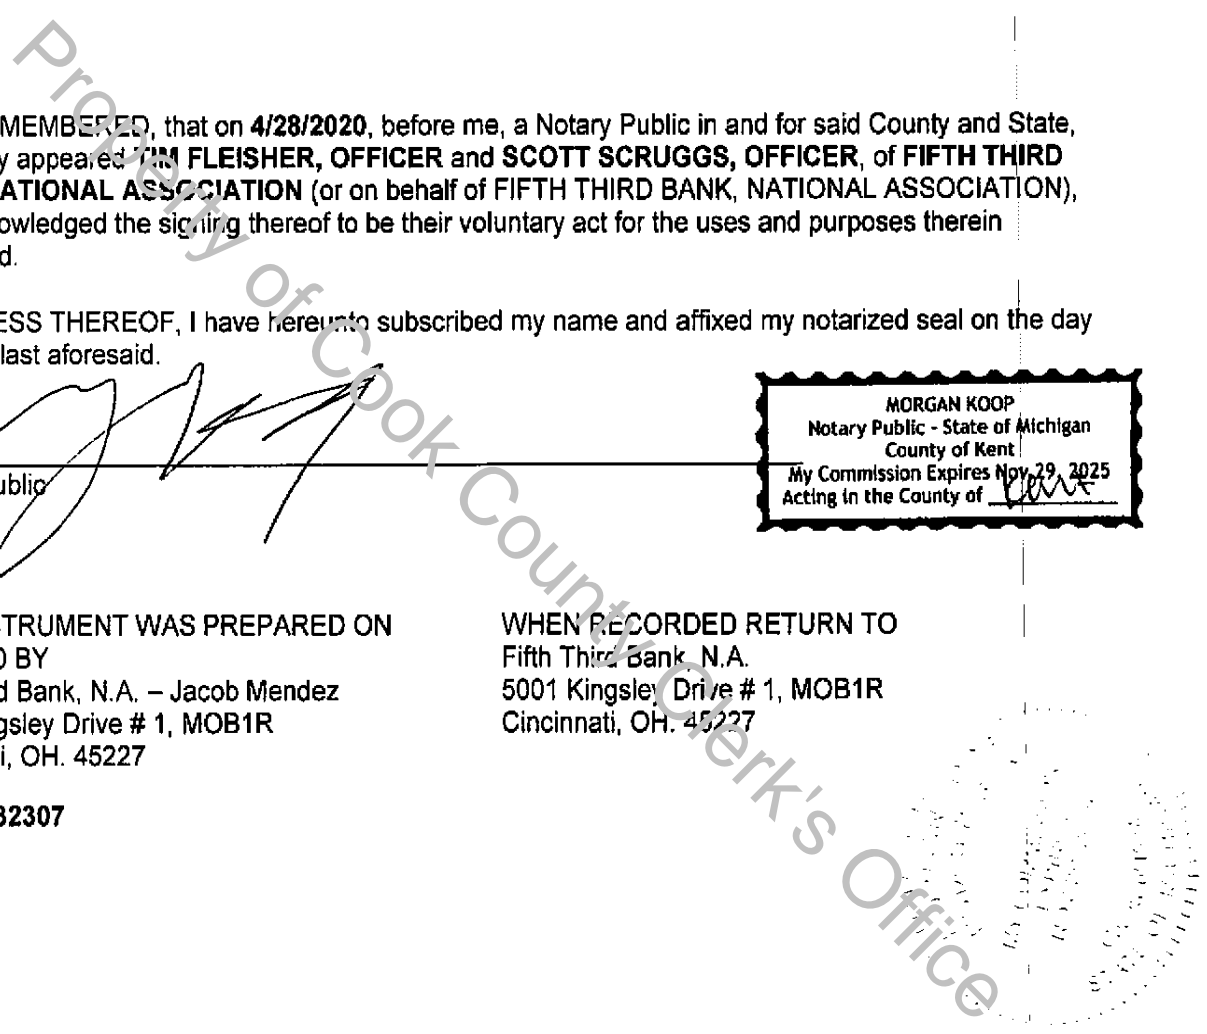 MEMBERED, that on 4/28/2020, before me, a Notary Public in and for said County and State,
y appeared TIM FLEISHER, OFFICER and SCOTT SCRUGGS, OFFICER, of FIFTH THIRD
ATIONAL ASSOCIATION (or on behalf of FIFTH THIRD BANK, NATIONAL ASSOCIATION),
owledged the signing thereof to be their voluntary act for the uses and purposes therein
d.
ESS THEREOF, I have hereunto subscribed my name and affixed my notarized seal on the day
last aforesaid.
ublic
MORGAN KOOP
Notary Public - State of Michigan
County of Kent
My Commission Expires Nov 29, 2025
Acting in the County of Kent
TRUMENT WAS PREPARED ON
D BY
d Bank, N.A. – Jacob Mendez
gsley Drive # 1, MOB1R
i, OH. 45227
32307
WHEN RECORDED RETURN TO
Fifth Third Bank, N.A.
5001 Kingsley Drive # 1, MOB1R
Cincinnati, OH. 45227
Property of Cook County Clerk's Office